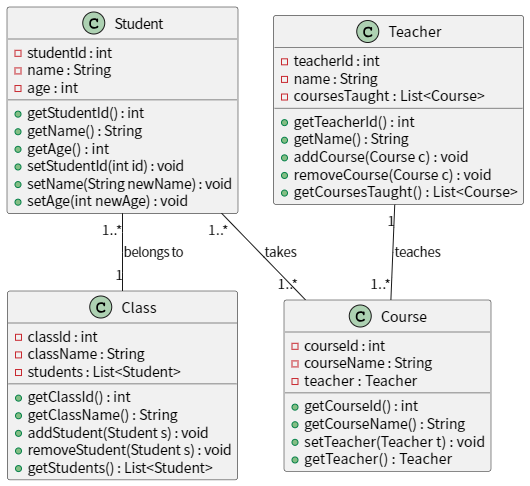 C Student
studentId : int
name : String
age : int
getStudentId() : int
getName() : String
getAge() : int
setStudentId(int id) : void
setName(String newName) : void
setAge(int newAge) : void
C Teacher
teacherId : int
name : String
coursesTaught : List<Course>
getTeacherId() : int
getName() : String
addCourse(Course c) : void
removeCourse(Course c) : void
getCoursesTaught() : List<Course>
1..*
belongs to
1
1..*
takes
1..*
1
teaches
1..*
C Class
classId : int
className : String
students : List<Student>
getClassId() : int
getClassName() : String
addStudent(Student s) : void
removeStudent(Student s) : void
getStudents() : List<Student>
C Course
courseId : int
courseName : String
teacher : Teacher
getCourseId() : int
getCourseName() : String
setTeacher(Teacher t) : void
getTeacher() : Teacher